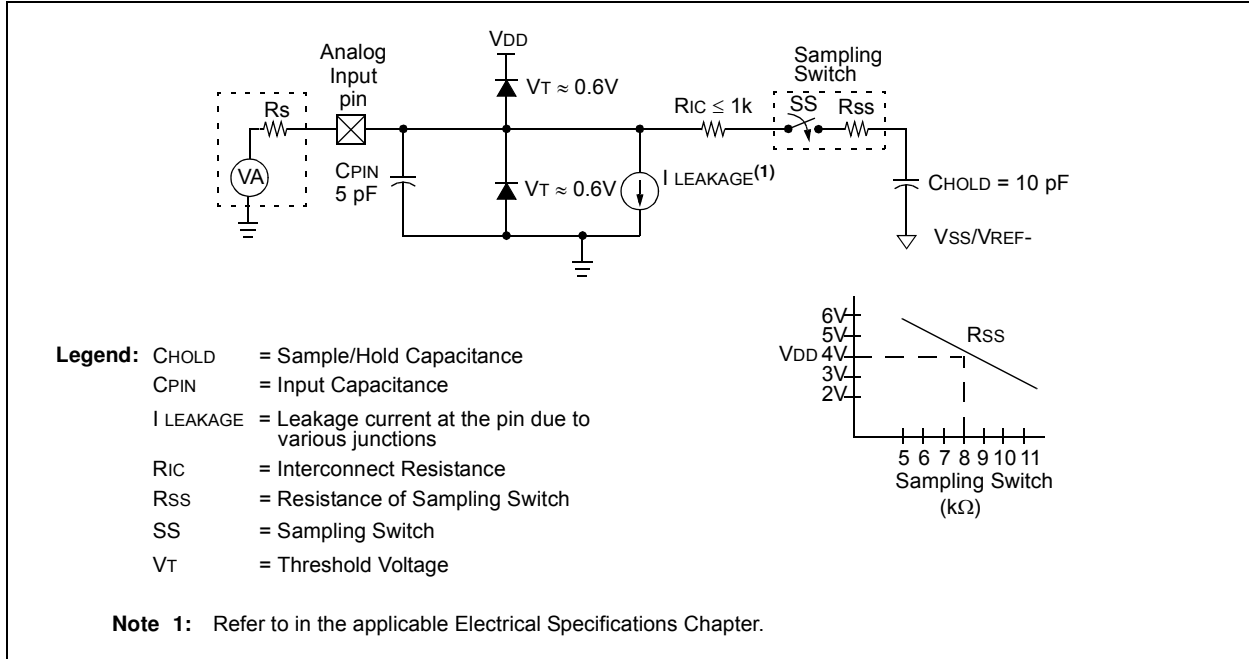 VDD
Analog
Input
pin
Rs
VT ≈ 0.6V
RIC ≤ 1k
Sampling
Switch
SS
Rss
VA
CPIN
5 pF
VT ≈ 0.6V
I LEAKAGE(1)
CHOLD = 10 pF
VSS/VREF-
6V
5V
VDD 4V
3V
2V
RSS
5 6 7 8 9 10 11
Sampling Switch
(kΩ)
Legend: CHOLD = Sample/Hold Capacitance
CPIN = Input Capacitance
I LEAKAGE = Leakage current at the pin due to
various junctions
RIC = Interconnect Resistance
RSS = Resistance of Sampling Switch
SS = Sampling Switch
VT = Threshold Voltage
Note 1: Refer to in the applicable Electrical Specifications Chapter.